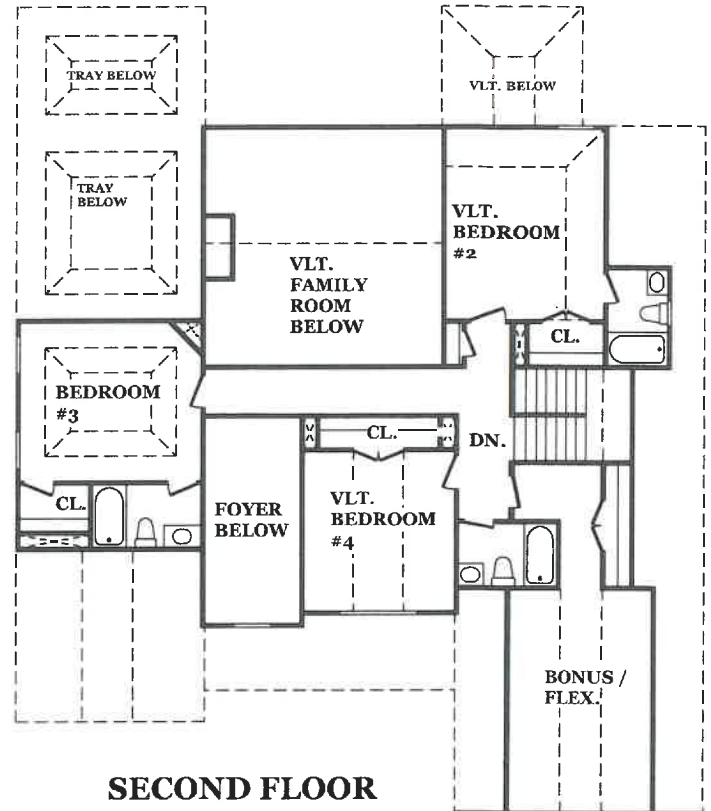 TRAY BELOW
VLT. BELOW
TRAY
BELOW
VLT.
BEDROOM
#2
VLT.
FAMILY
ROOM
BELOW
CL.
BEDROOM
#3
CL.
DN.
CL.
FOYER
BELOW
VLT.
BEDROOM
#4
BONUS /
FLEX.
SECOND FLOOR